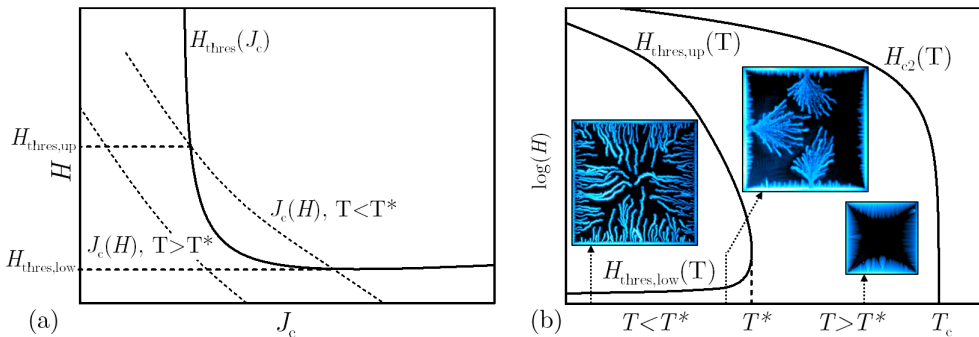 H
H_thres,up
H_thres,low
H_thres(J_c)
J_c(H), T<T*
J_c(H), T>T*
(a)
J_c
log(H)
H_thres,up(T)
H_c2(T)
H_thres,low(T)
(b)
T<T*
T*
T>T*
T_c